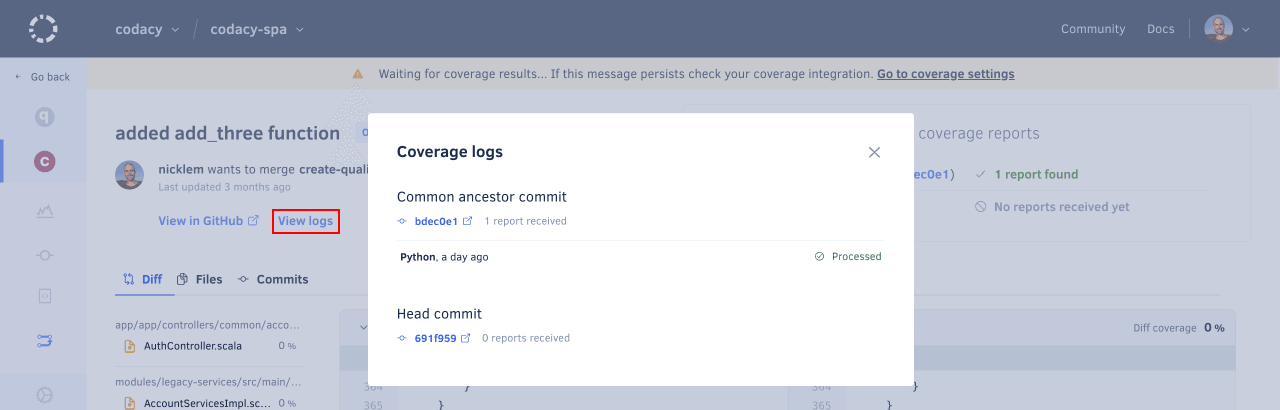 codacy codacy-spa Community Docs
Go back
Waiting for coverage results... If this message persists check your coverage integration. Go to coverage settings
added add_three function
coverage reports
nicklem wants to merge create-quali
Last updated 3 months ago
View in GitHub View logs
ec0e1) 1 report found
No reports received yet
Coverage logs
Common ancestor commit
bdec0e1 1 report received
Python, a day ago Processed
Head commit
691f959 0 reports received
Diff Files Commits
app/app/controllers/common/acco...
AuthController.scala 0 %
modules/legacy-services/src/main/...
AccountServicesImpl.sc... 0 %
Diff coverage 0 %
364 } 364 }
365 } 365 }